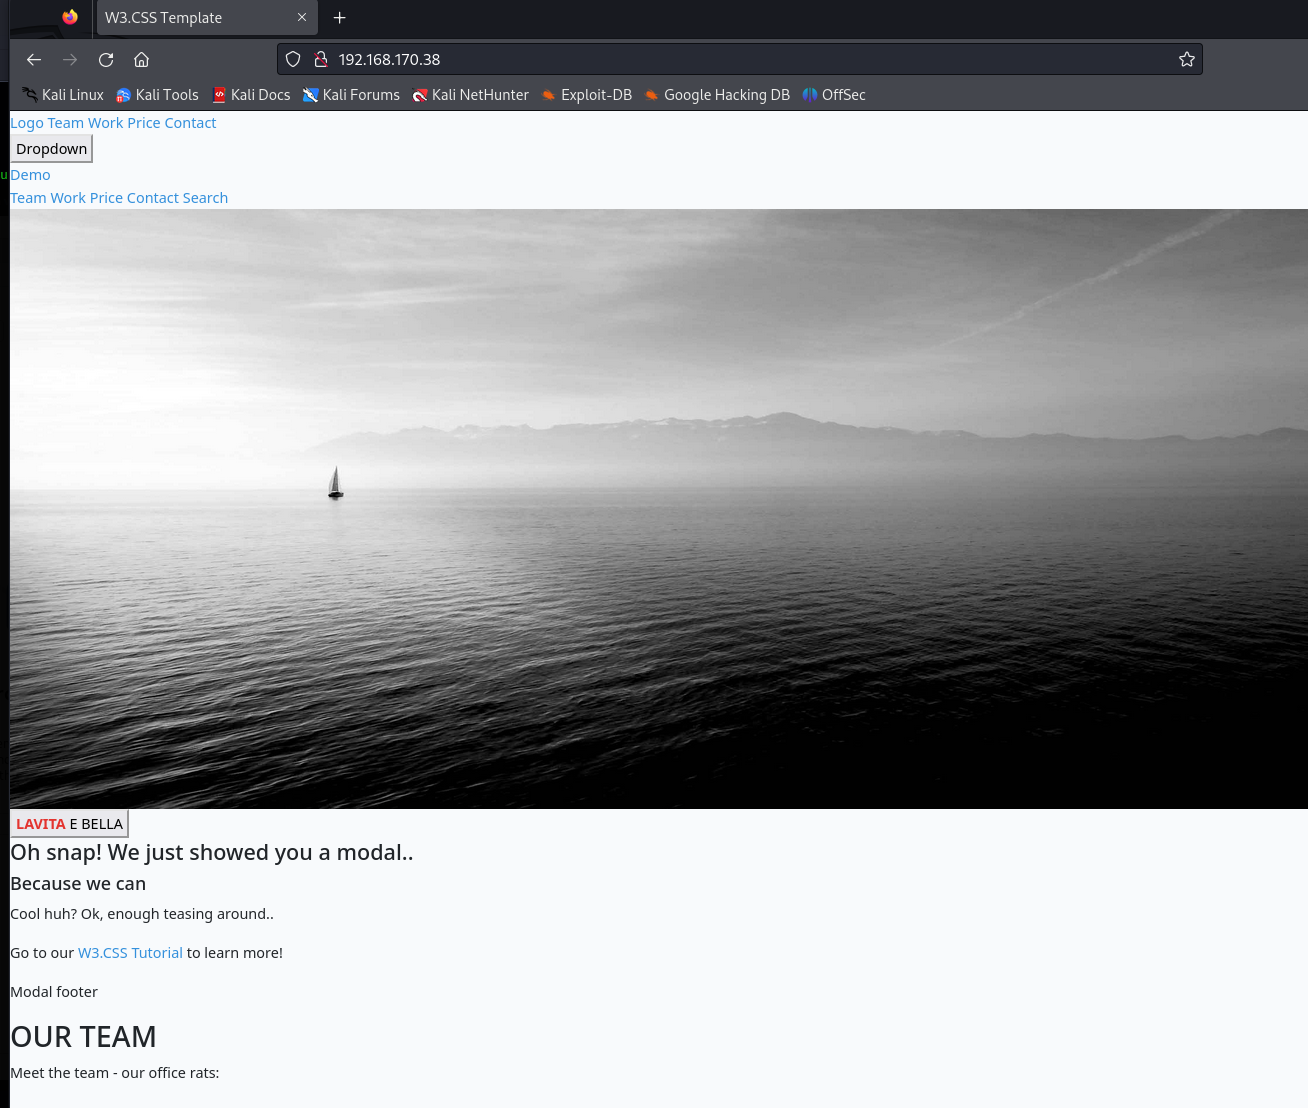 W3.CSS Template
192.168.170.38
Kali Linux Kali Tools Kali Docs Kali Forums Kali NetHunter Exploit-DB Google Hacking DB OffSec
Logo Team Work Price Contact
Dropdown
u
Demo
Team Work Price Contact Search
LAVITA E BELLA
Oh snap! We just showed you a modal..
Because we can
Cool huh? Ok, enough teasing around..
Go to our W3.CSS Tutorial to learn more!
Modal footer
OUR TEAM
Meet the team - our office rats: